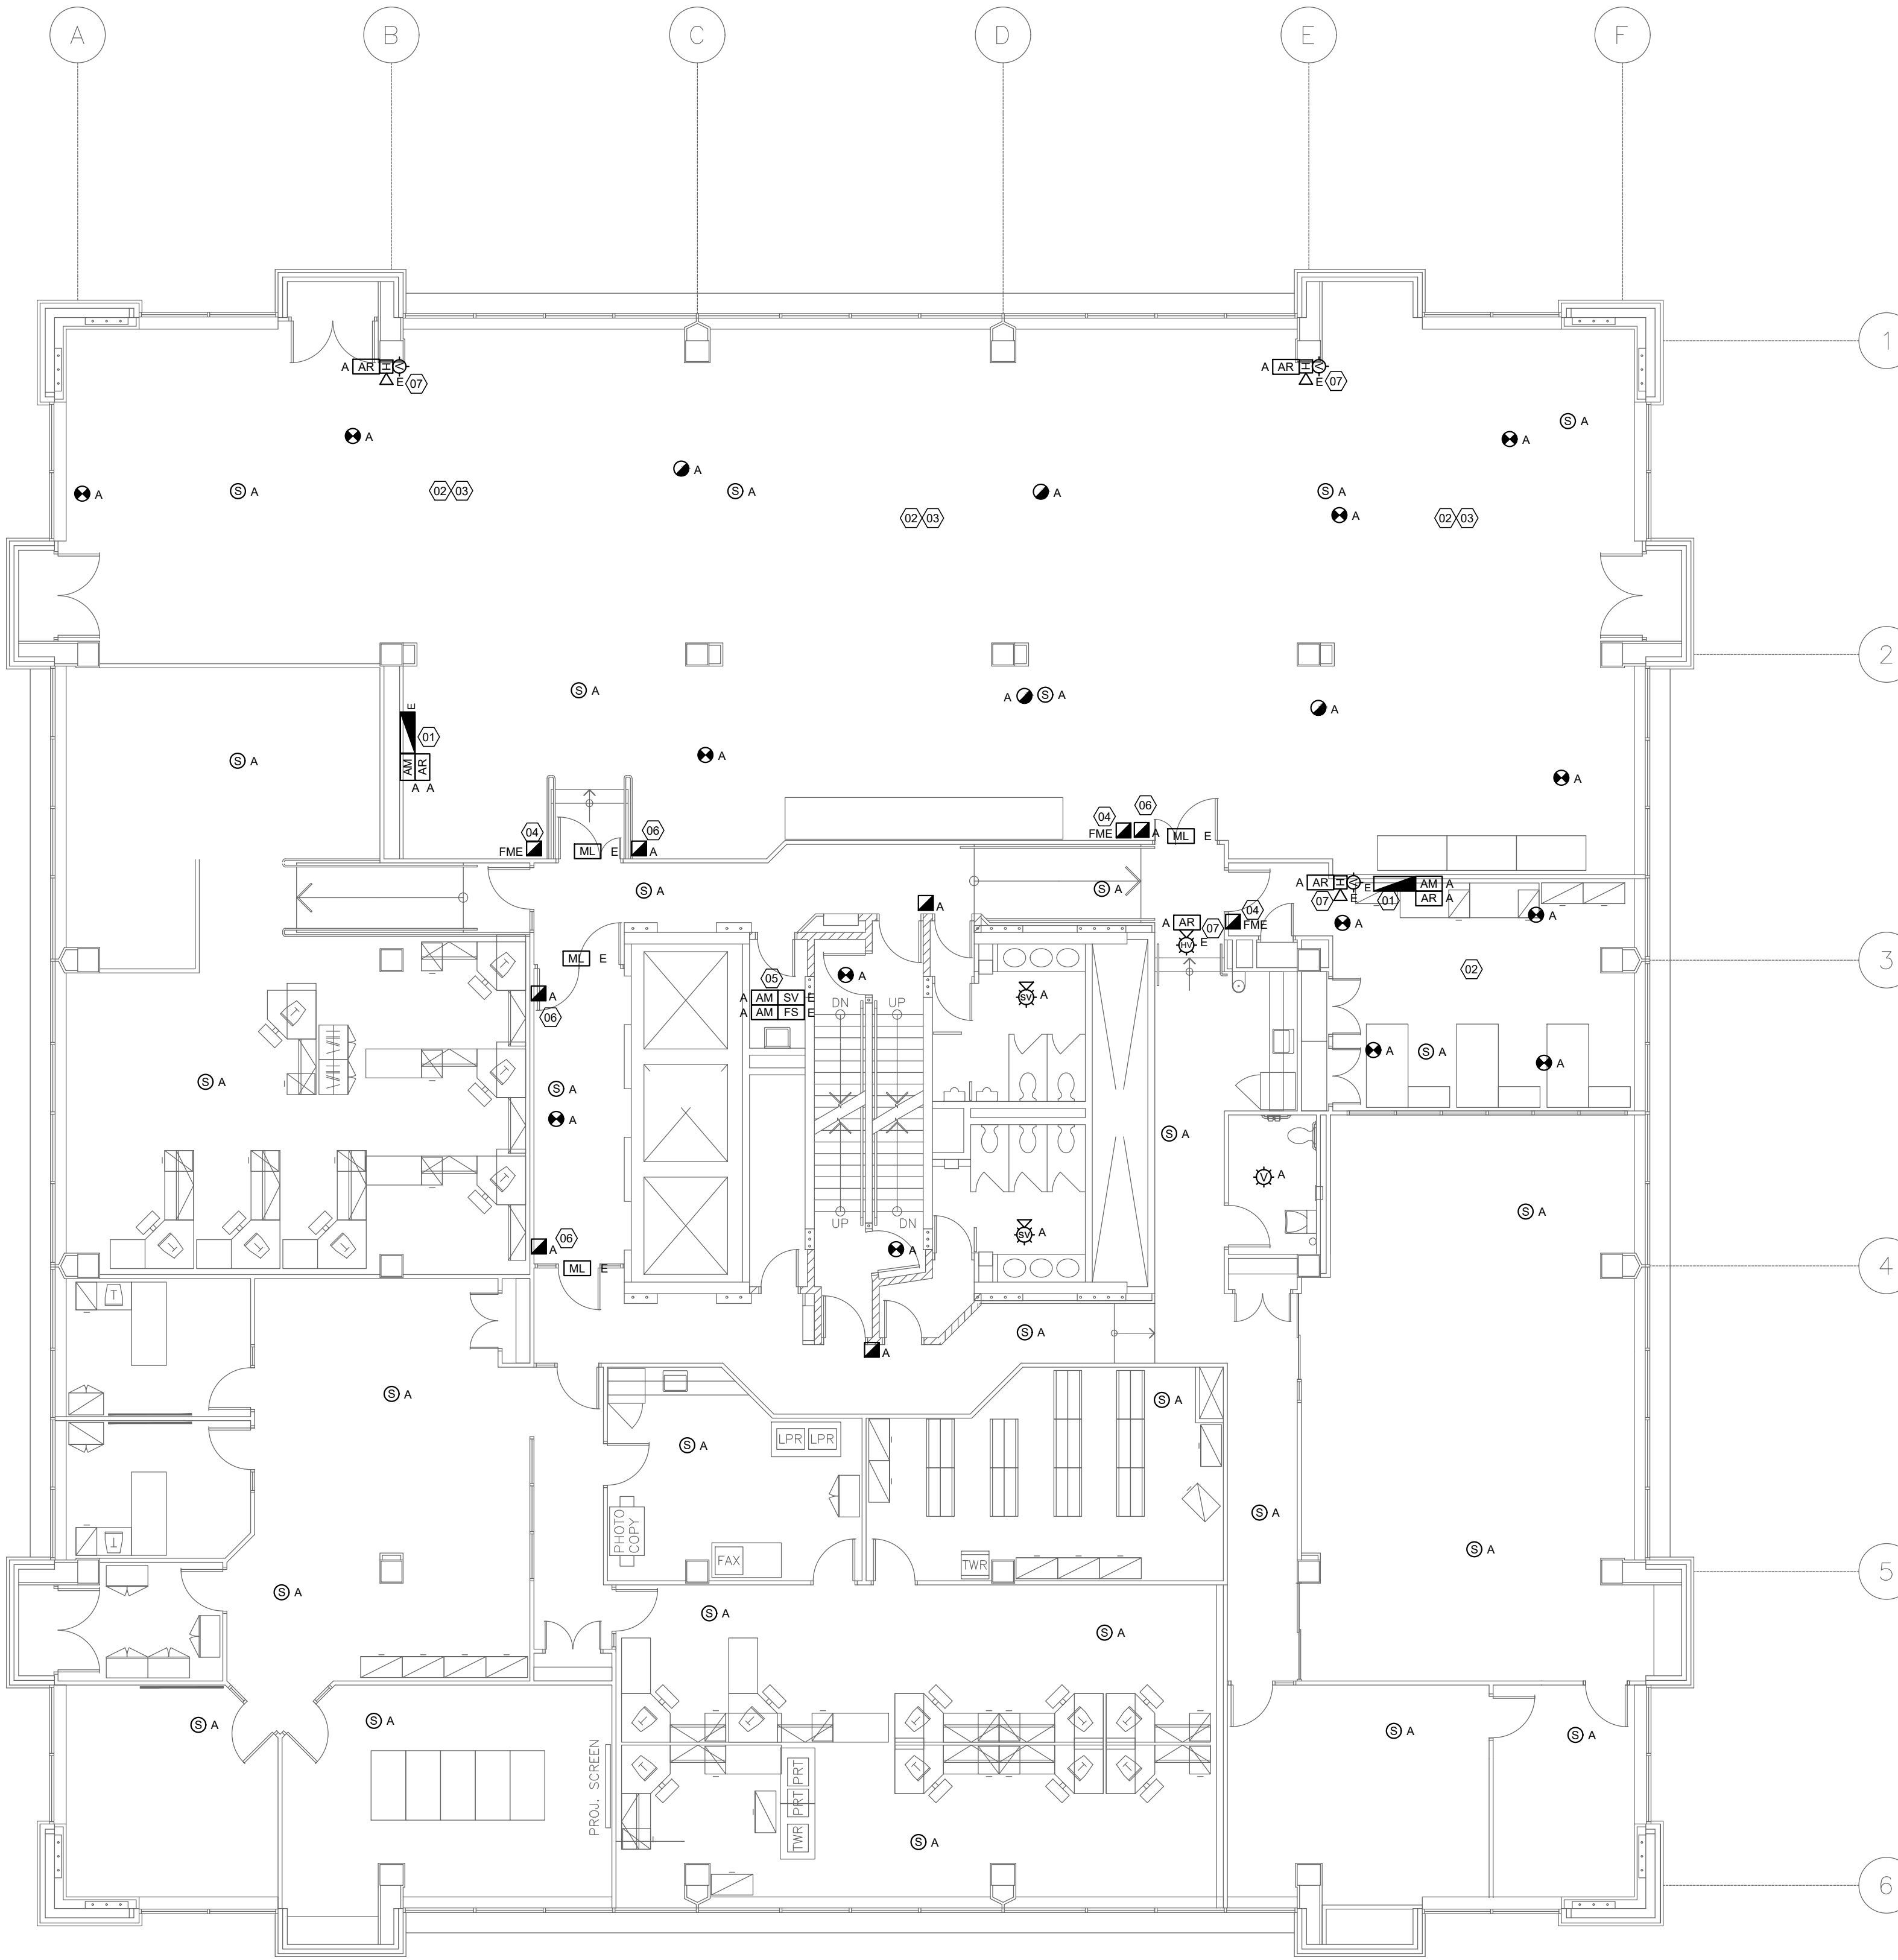 A B C D E F
1
A AR H V
E 07
A AR H V
E 07
S A
A
A
A
A
S A
02 03
S A
A
S A
A
02 03
02 03
2
S A
A S A
A
E
01
AM AR
A A
S A
A
A
04
FME
06
A
ML E
04 06
FME A
ML E
S A
S A
A
A AR H V E
07
01
AM A
AR A
A
A
A AR
07
HV E
04
FME
3
ML E
A
06
05
A AM SV E
A AM FS E
A
DN UP
SV A
02
S A
S A
A
A
S A
A
S A
V A
S A
UP DN
SV A
A
06
A
ML E
4
S A
A
S A
S A
S A
LPR LPR
PHOTO
COPY
FAX
TWR
S A
S A
5
S A
S A
S A
S A
S A
S A
S A
PROJ. SCREEN
PRT
PRT
TWR
S A
6